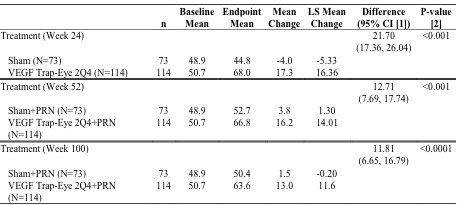 n Baseline Mean Endpoint Mean Mean Change LS Mean Change Difference (95% CI [1]) P-value [2]
Treatment (Week 24) 21.70 (17.36, 26.04) <0.001
Sham (N=73) 73 48.9 44.8 -4.0 -5.33
VEGF Trap-Eye 2Q4 (N=114) 114 50.7 68.0 17.3 16.36
Treatment (Week 52) 12.71 (7.69, 17.74) <0.001
Sham+PRN (N=73) 73 48.9 52.7 3.8 1.30
VEGF Trap-Eye 2Q4+PRN (N=114) 114 50.7 66.8 16.2 14.01
Treatment (Week 100) 11.81 (6.65, 16.79) <0.0001
Sham+PRN (N=73) 73 48.9 50.4 1.5 -0.20
VEGF Trap-Eye 2Q4+PRN (N=114) 114 50.7 63.6 13.0 11.6